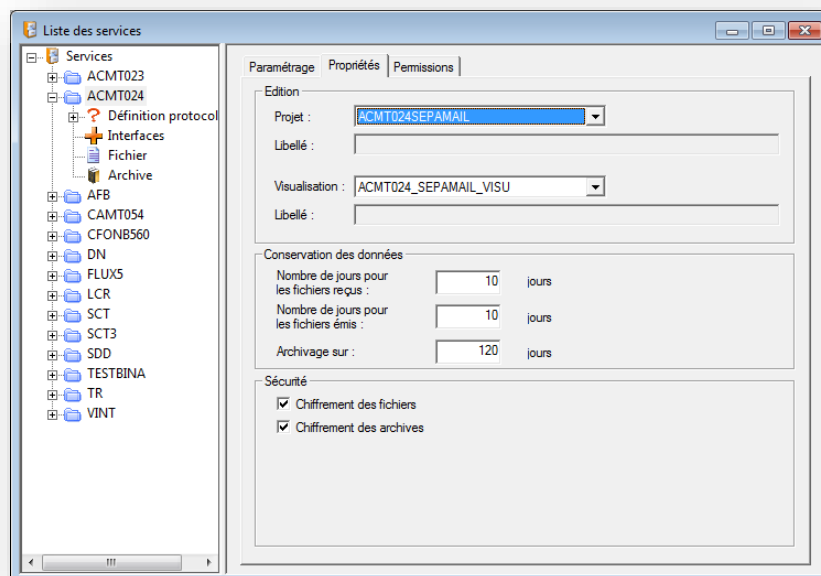 Liste des services
Services
ACMT023
ACMT024
Définition protocol
Interfaces
Fichier
Archive
AFB
CAMT054
CFONB560
DN
FLUX5
LCR
SCT
SCT3
SDD
TESTBINA
TR
VINT
Paramétrage Propriétés Permissions
Edition
Projet : ACMT024SEPAMAIL
Libellé :
Visualisation : ACMT024_SEPAMAIL_VISU
Libellé :
Conservation des données
Nombre de jours pour
les fichiers reçus : 10 jours
Nombre de jours pour
les fichiers émis : 10 jours
Archivage sur : 120 jours
Sécurité
Chiffrement des fichiers
Chiffrement des archives